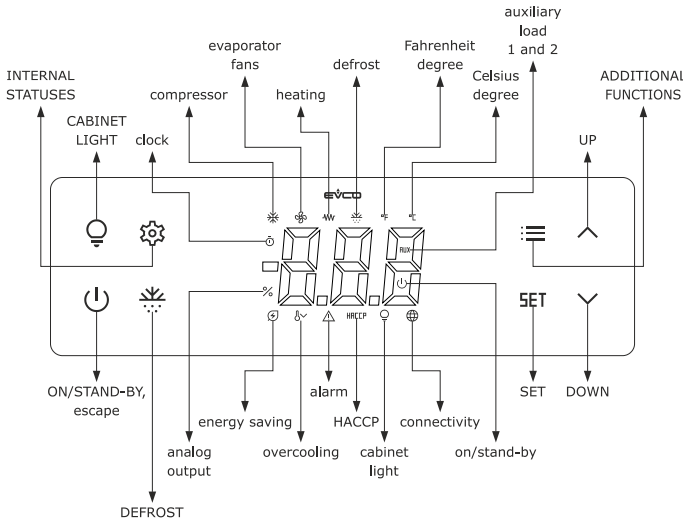 auxiliary
load
1 and 2
evaporator
fans
Fahrenheit
degree
defrost
INTERNAL
STATUSES
compressor
heating
Celsius
degree
ADDITIONAL
FUNCTIONS
CABINET
LIGHT
clock
UP
EVCO
°F
°C
AUX
%
SET
HACCP
ON/STAND-BY,
escape
alarm
SET
DOWN
energy saving
HACCP
connectivity
analog
output
overcooling
cabinet
light
on/stand-by
DEFROST